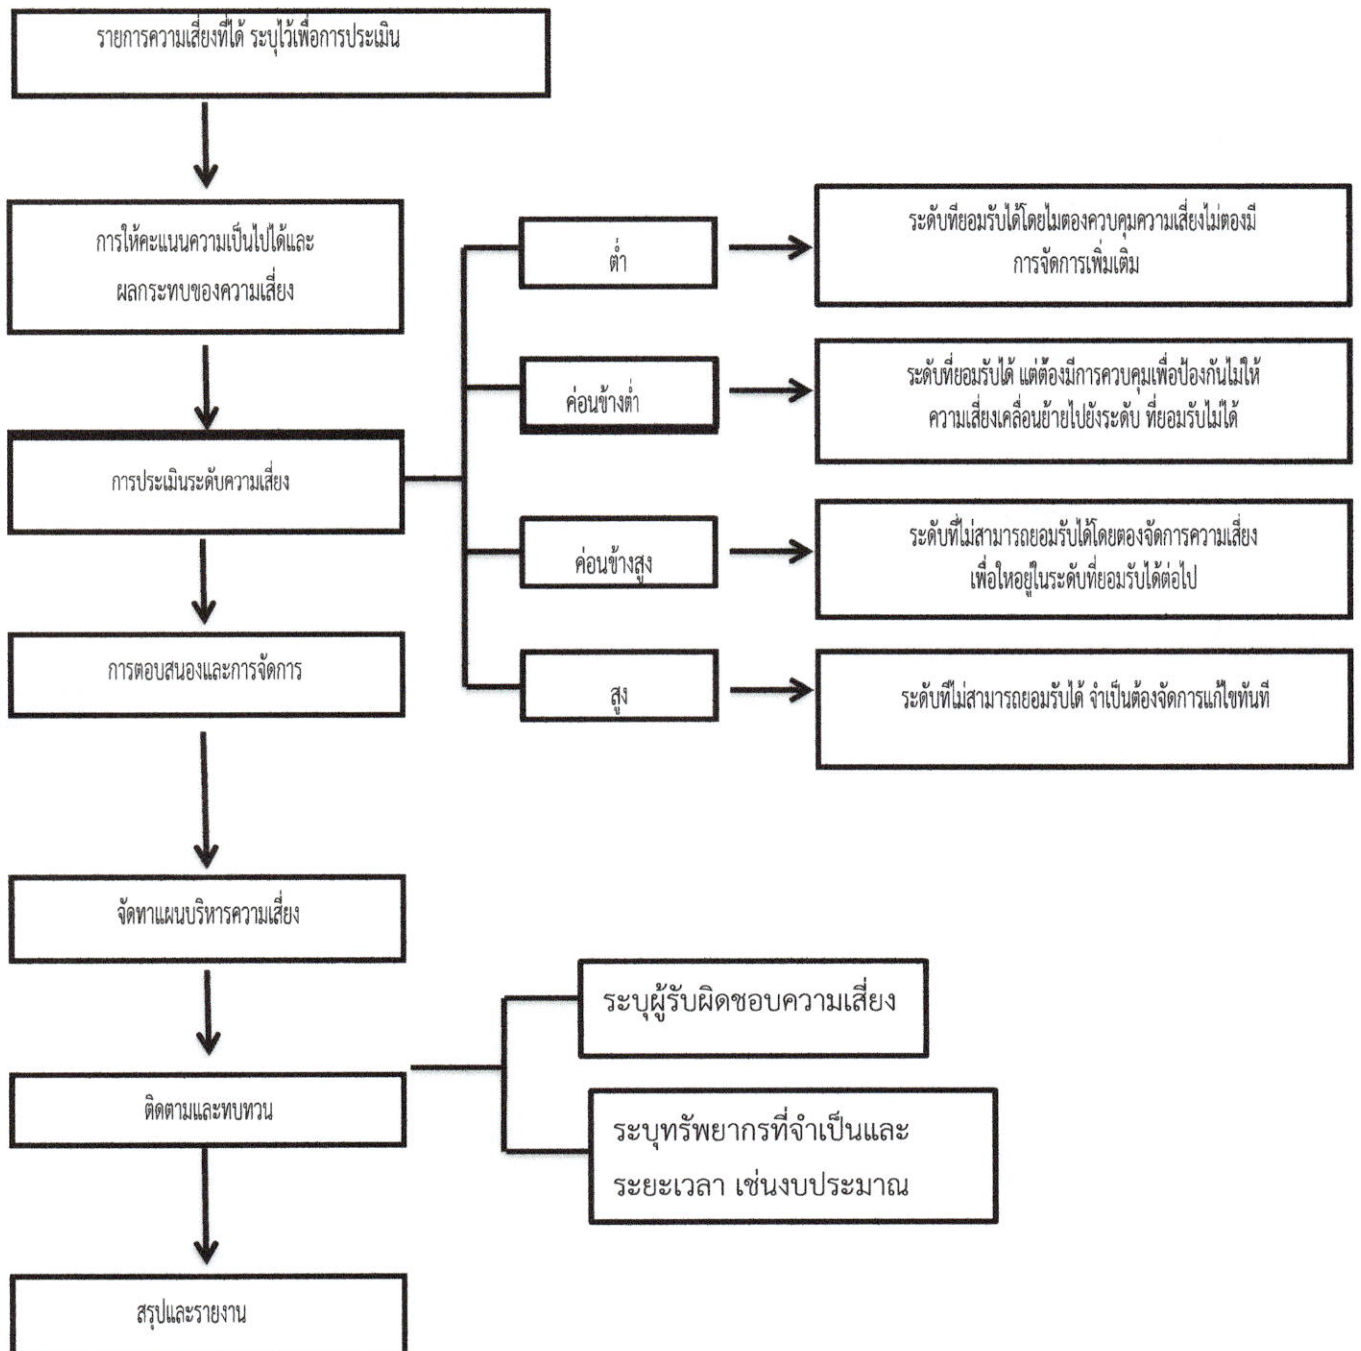 รายการความเสี่ยงที่ได้ ระบุไว้เพื่อการประเมิน
การให้คะแนนความเป็นไปได้และ
ผลกระทบของความเสี่ยง
การประเมินระดับความเสี่ยง
ต่ำ
ระดับที่ยอมรับได้โดยไมตองควบคุมความเสี่ยงไม่ตองมี
การจัดการเพิ่มเติม
ค่อนข้างต่ำ
ระดับที่ยอมรับได้ แต่ต้องมีการควบคุมเพื่อป้องกันไม่ให้
ความเสี่ยงเคลื่อนย้ายไปยังระดับ ที่ยอมรับไม่ได้
ค่อนข้างสูง
ระดับที่ไม่สามารถยอมรับได้โดยตองจัดการความเสี่ยง
เพื่อใหอยู่ในระดับที่ยอมรับได้ต่อไป
สูง
ระดับที่ไม่สามารถยอมรับได้ จำเป็นต้องจัดการแก้ไขทันที
การตอบสนองและการจัดการ
จัดทาแผนบริหารความเสี่ยง
ติดตามและทบทวน
ระบุผู้รับผิดชอบความเสี่ยง
ระบุทรัพยากรที่จำเป็นและ
ระยะเวลา เช่นงบประมาณ
สรุปและรายงาน